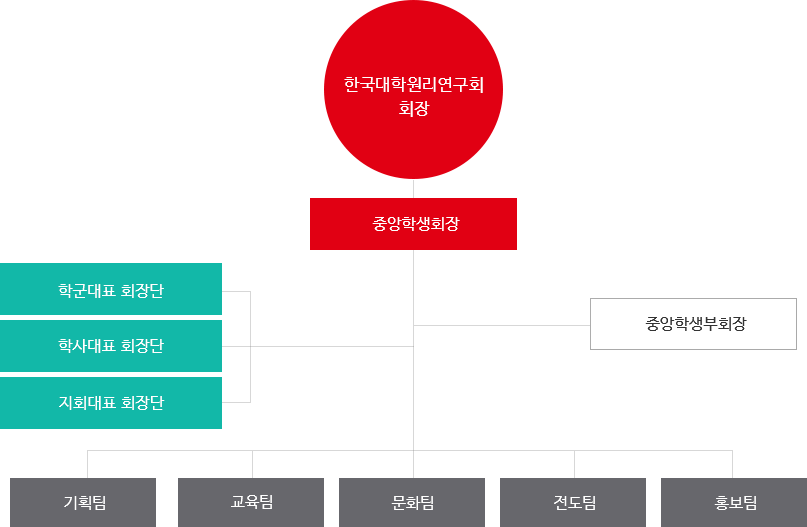 한국대학원리연구회
회장
중앙학생회장
학군대표 회장단
중앙학생부회장
학사대표 회장단
지회대표 회장단
기획팀
교육팀
문화팀
전도팀
홍보팀